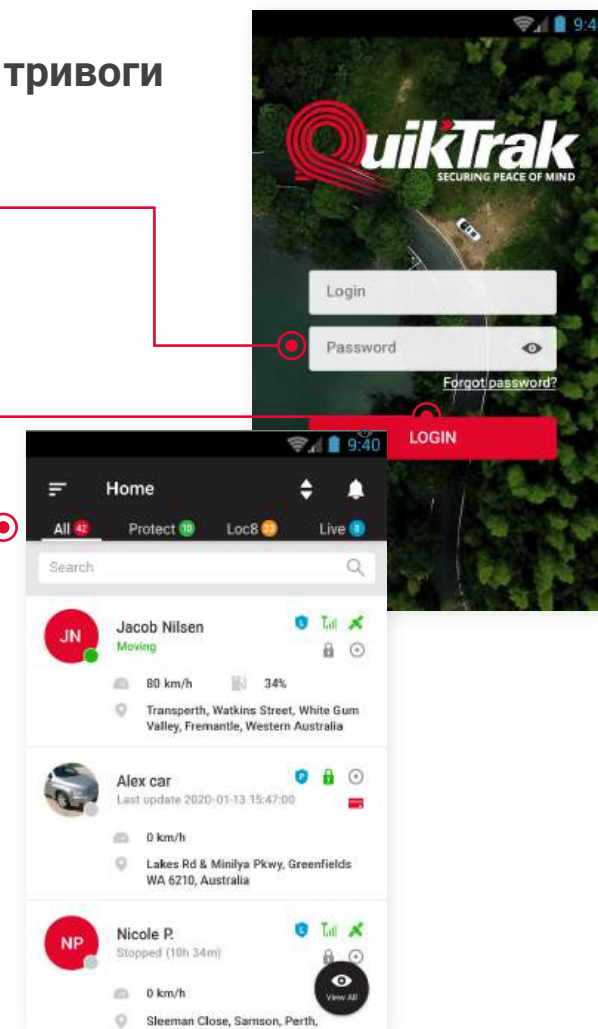 тривоги
9:4
QuikTrak
SECURING PEACE OF MIND
Login
Password
Forgot password?
LOGIN
9:40
Home
All 42
Protect 10
Loc8
Live
Search
JN
Jacob Nilsen
Moving
80 km/h
34%
Transperth, Watkins Street, White Gum
Valley, Fremantle, Western Australia
Alex car
Last update 2020-01-13 15:47:00
0 km/h
Lakes Rd & Minilya Pkwy, Greenfields
WA 6210, Australia
NP
Nicole P.
Stopped (10h 34m)
View All
0 km/h
Sleeman Close, Samson, Perth,